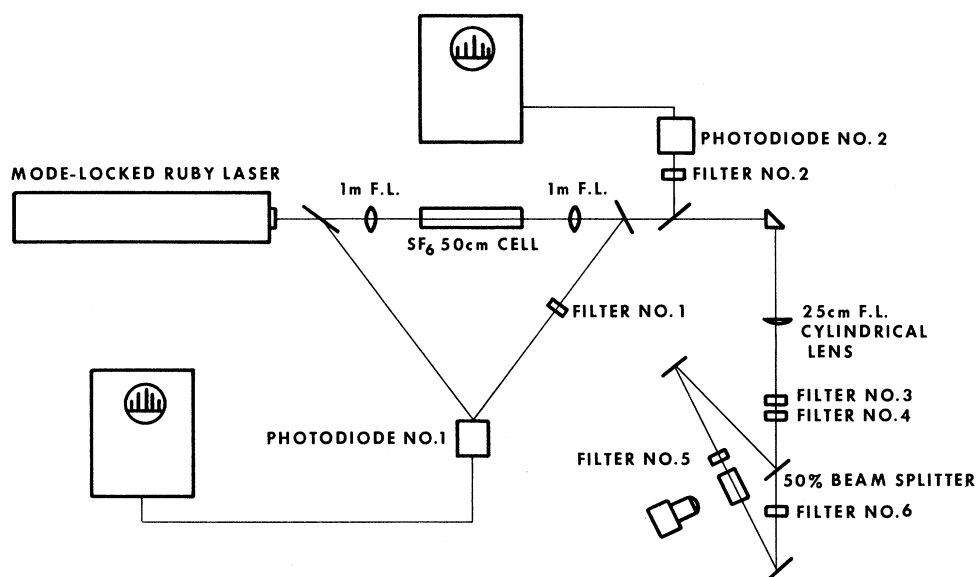 PHOTODIODE NO.2
FILTER NO.2
MODE-LOCKED RUBY LASER
1m F.L.
1m F.L.
SF6 50cm CELL
FILTER NO.1
25cm F.L.
CYLINDRICAL
LENS
FILTER NO.3
FILTER NO.4
PHOTODIODE NO.1
FILTER NO.5
50% BEAM SPLITTER
FILTER NO.6